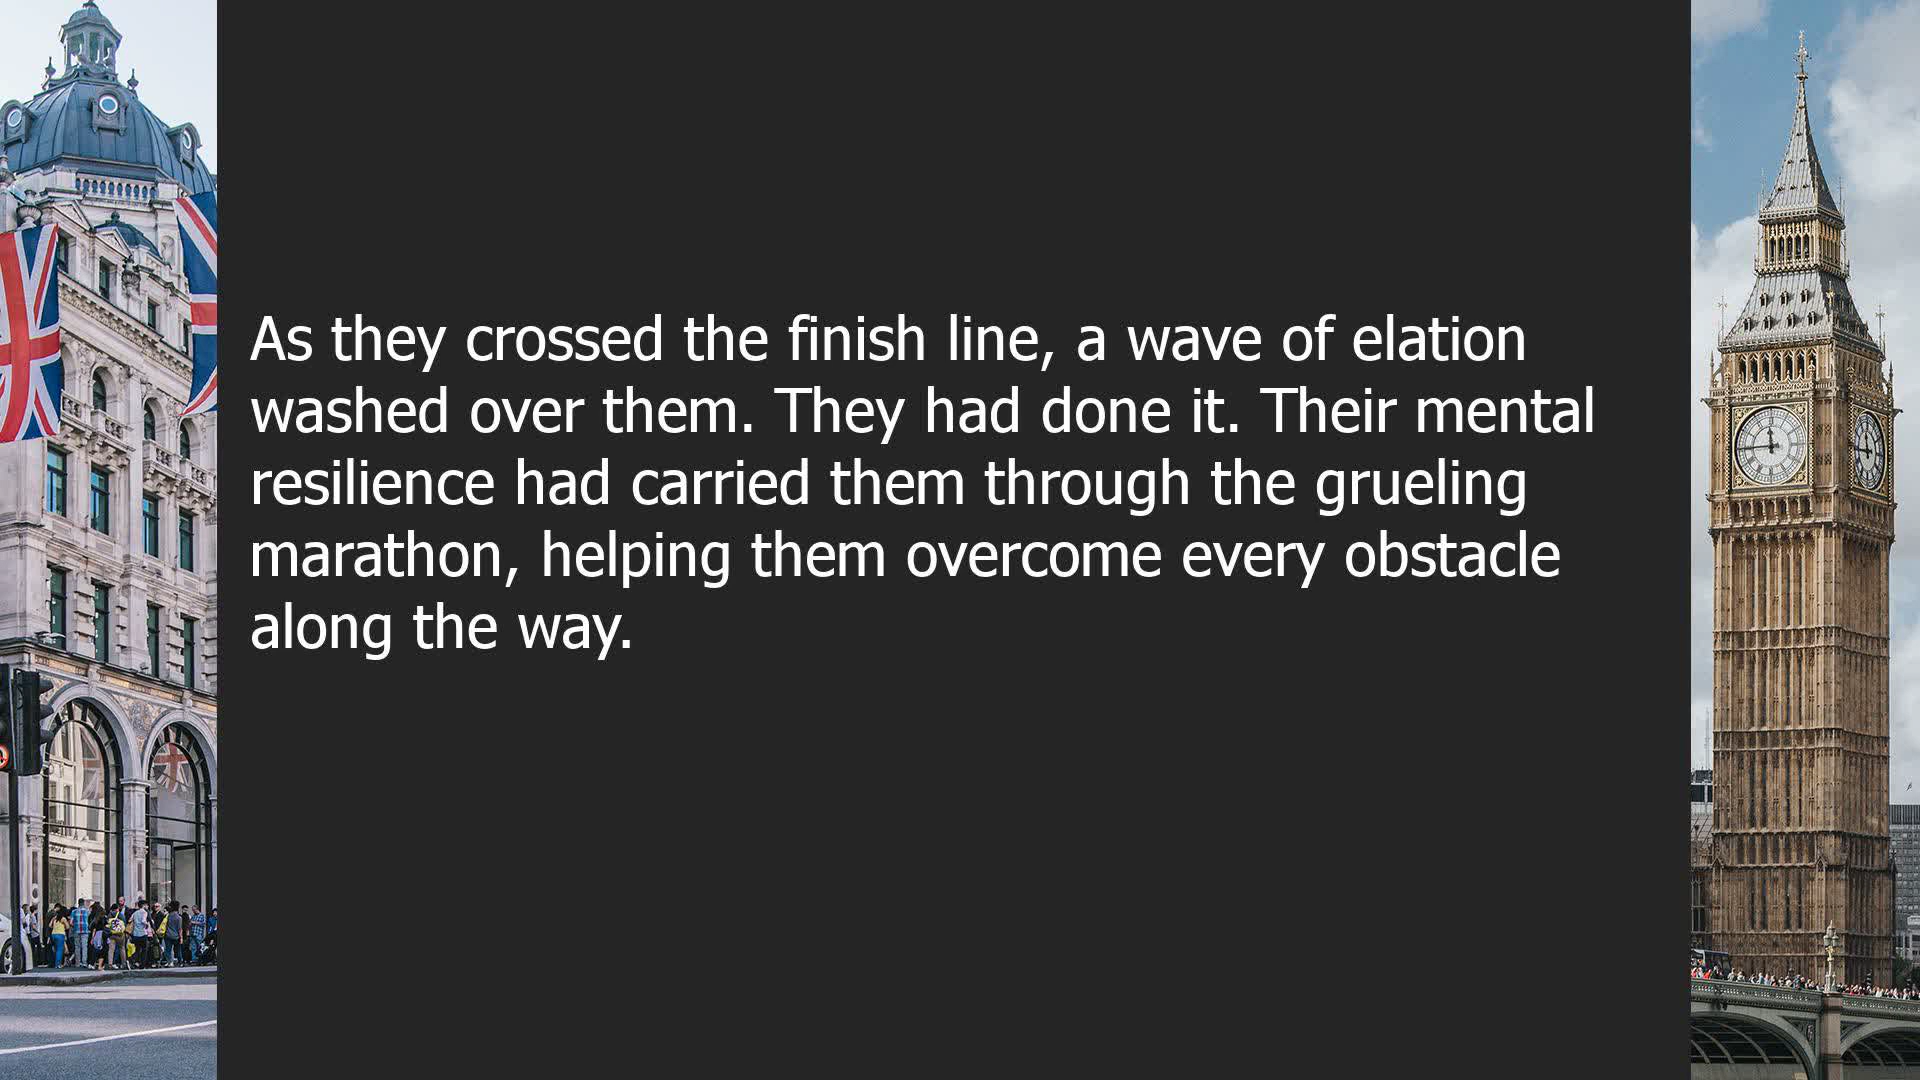 As they crossed the finish line, a wave of elation
washed over them. They had done it. Their mental
resilience had carried them through the grueling
marathon, helping them overcome every obstacle
along the way.